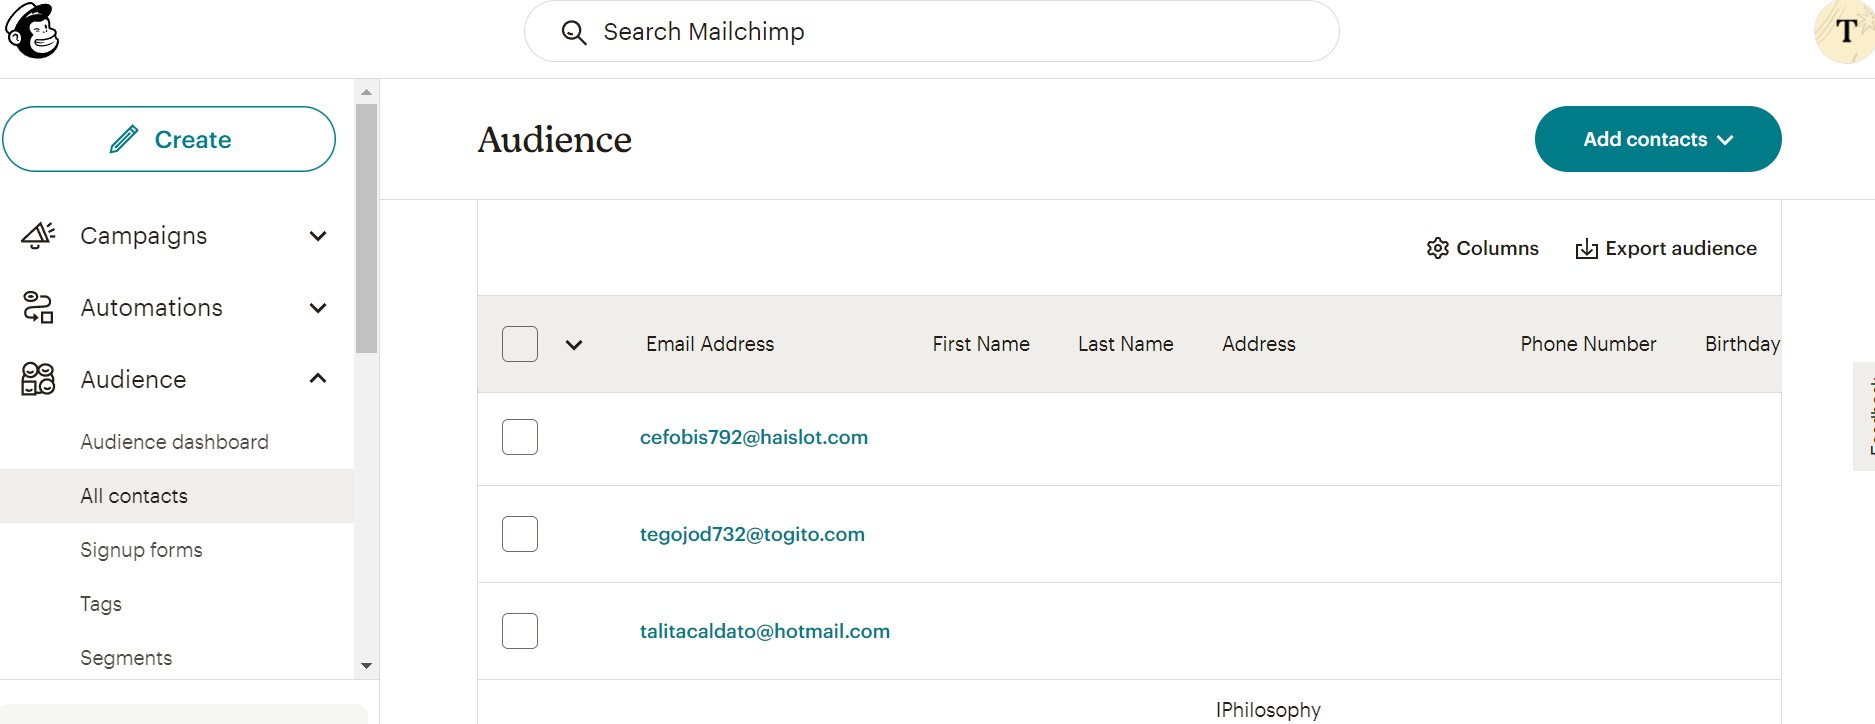 Search Mailchimp
T
Create
Audience
Add contacts
Campaigns
Automations
Audience
Audience dashboard
All contacts
Signup forms
Tags
Segments
Columns Export audience
Email Address First Name Last Name Address Phone Number Birthday
cefobis792@haislot.com
tegojod732@togito.com
talitacaldato@hotmail.com
IPhilosophy